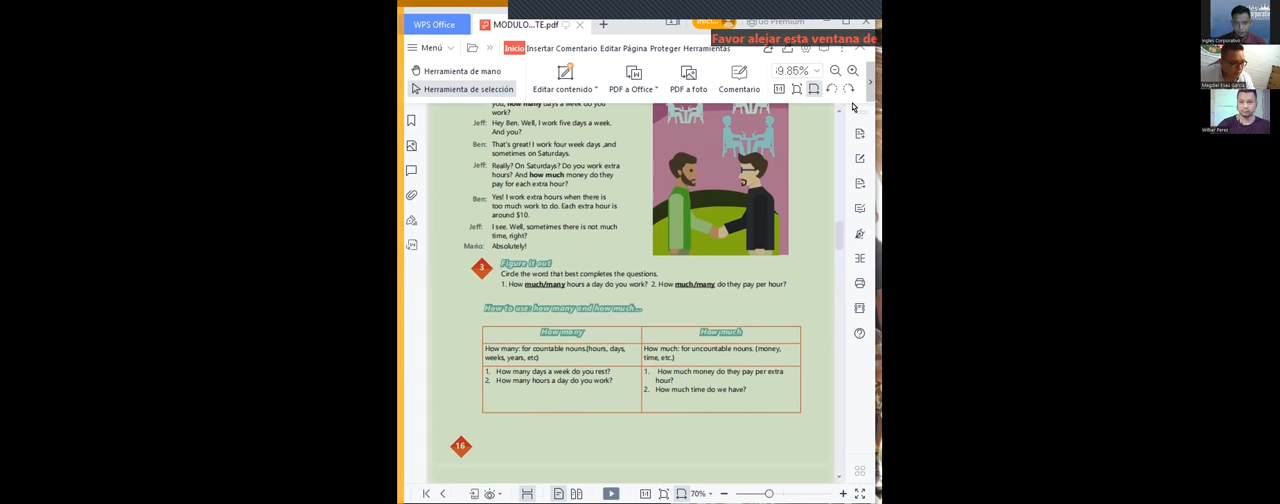 WPS Office
MODULO...TE.pdf
Inici...
Go Premium
Favor alejar esta ventana de
Menú
Inicio Insertar Comentario Editar Página Proteger Herramientas
Herramienta de mano
Herramienta de selección
Editar contenido
PDF a Office
PDF a foto
Comentario
9.85%
you, how many days a week do you
work?
Jeff: Hey Ben. Well, I work five days a week.
And you?
Ben: That's great! I work four week days ,and
sometimes on Saturdays.
Jeff: Really? On Saturdays? Do you work extra
hours? And how much money do they
pay for each extra hour?
Ben: Yes! I work extra hours when there is
too much work to do. Each extra hour is
around $10.
Jeff: I see. Well, sometimes there is not much
time, right?
Mario: Absolutely!
3 Figure it out
Circle the word that best completes the questions.
1. How much/many hours a day do you work? 2. How much/many do they pay per hour?
How to use: how many and how much...
How many
How much
How many: for countable nouns.(hours, days,
weeks, years, etc)
How much: for uncountable nouns. (money,
time, etc.)
1. How many days a week do you rest?
2. How many hours a day do you work?
1. How much money do they pay per extra
hour?
2. How much time do we have?
16
70%
Ingles Corporativo
Magdiel Esau Garcia
Wilber Perez